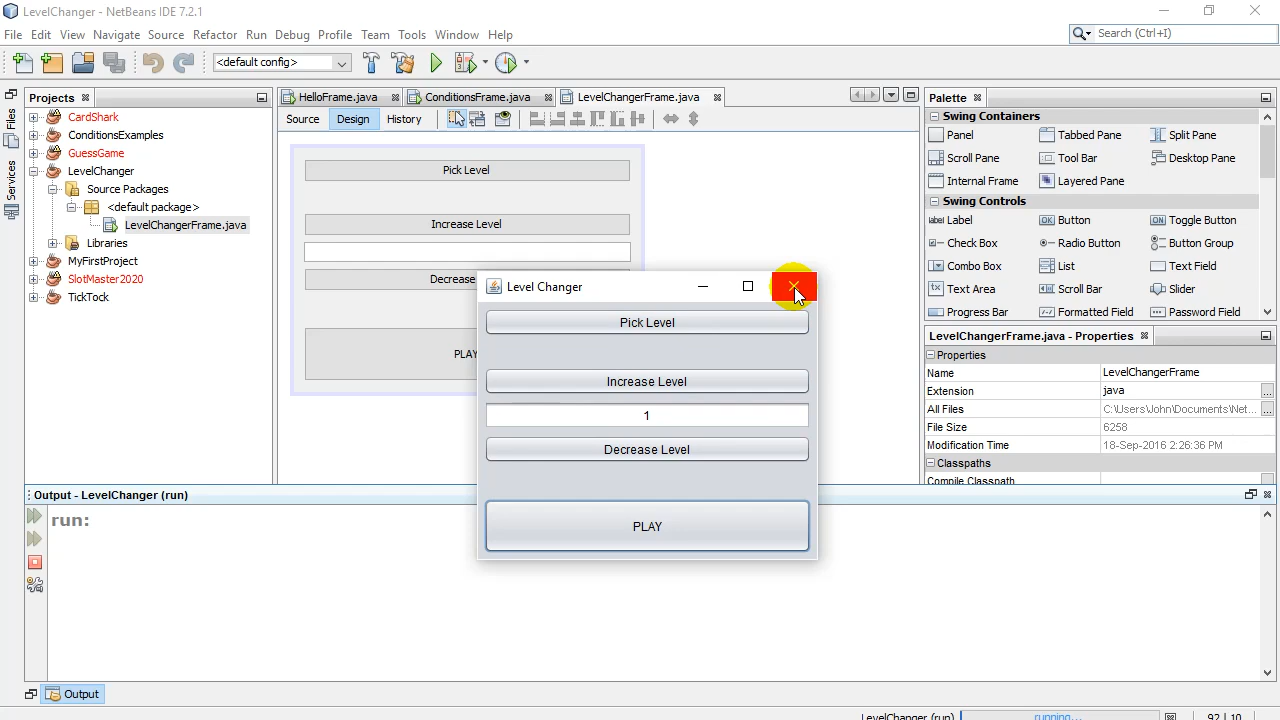 LevelChanger - NetBeans IDE 7.2.1
File Edit View Navigate Source Refactor Run Debug Profile Team Tools Window Help
Search (Ctrl+I)
<default config>
Files
Services
Projects
CardShark
ConditionsExamples
GuessGame
LevelChanger
Source Packages
<default package>
LevelChangerFrame.java
Libraries
MyFirstProject
SlotMaster2020
TickTock
HelloFrame.java ConditionsFrame.java LevelChangerFrame.java
Source Design History
Pick Level
Increase Level
Decrease
PLAY
Level Changer
Pick Level
Increase Level
1
Decrease Level
PLAY
Palette
Swing Containers
Panel Tabbed Pane Split Pane
Scroll Pane Tool Bar Desktop Pane
Internal Frame Layered Pane
Swing Controls
label Label OK Button ON Toggle Button
Check Box Radio Button Button Group
Combo Box List Text Field
Text Area Scroll Bar Slider
Progress Bar Formatted Field Password Field
LevelChangerFrame.java - Properties
Properties
Name LevelChangerFrame
Extension java
All Files C:\Users\John\Documents\Net...
File Size 6258
Modification Time 18-Sep-2016 2:26:36 PM
Classpaths
Compile Classpath
Output - LevelChanger (run)
run:
Output
LevelChanger (run) running... 92 | 10